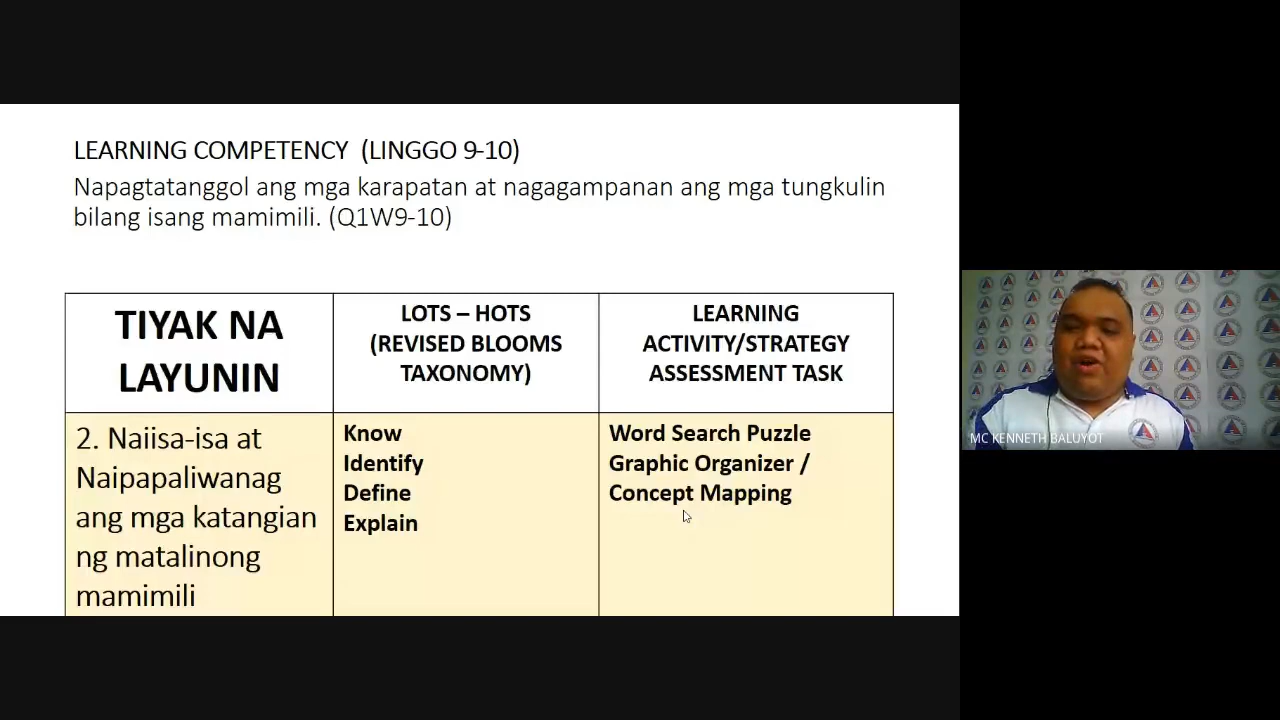 LEARNING COMPETENCY (LINGGO 9-10)
Napagtatanggol ang mga karapatan at nagagampanan ang mga tungkulin
bilang isang mamimili. (Q1W9-10)
TIYAK NA
LAYUNIN
LOTS – HOTS
(REVISED BLOOMS
TAXONOMY)
LEARNING
ACTIVITY/STRATEGY
ASSESSMENT TASK
2. Naiisa-isa at
Naipapaliwanag
ang mga katangian
ng matalinong
mamimili
Know
Identify
Define
Explain
Word Search Puzzle
Graphic Organizer /
Concept Mapping
MC KENNETH BALUYOT